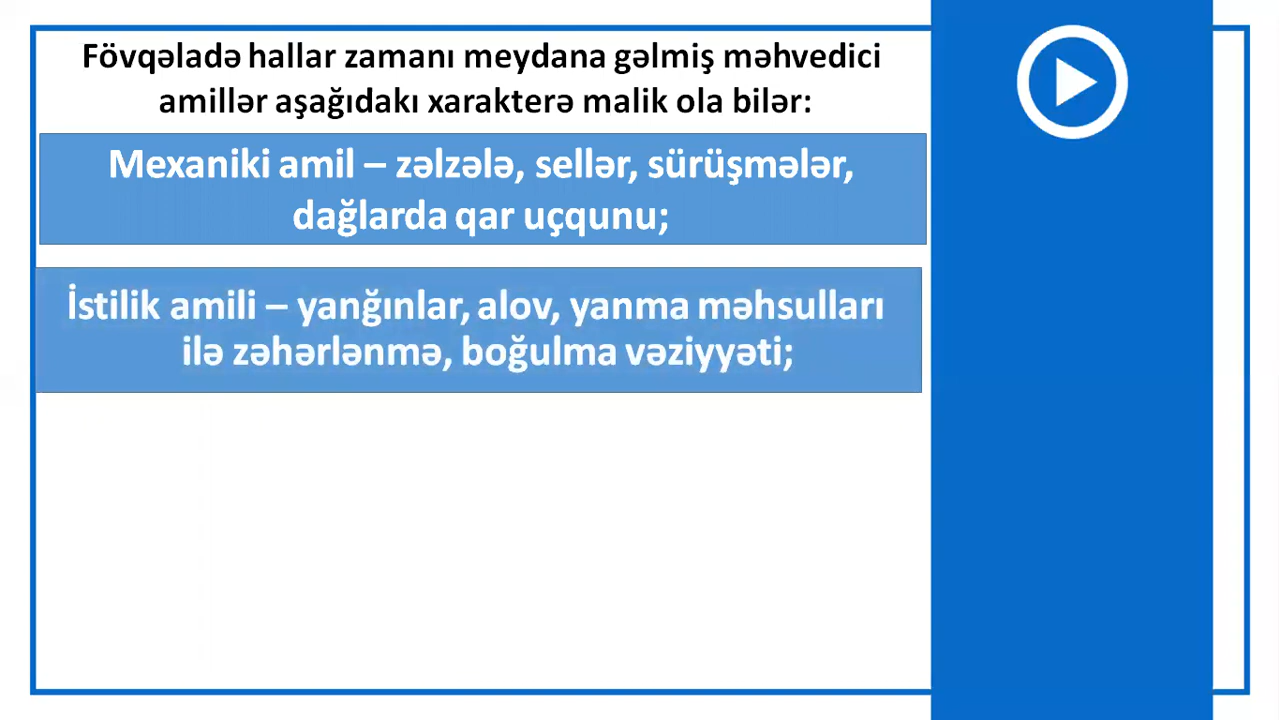 Fövqəladə hallar zamanı meydana gəlmiş məhvedici
amillər aşağıdakı xarakterə malik ola bilər:
Mexaniki amil – zəlzələ, sellər, sürüşmələr,
dağlarda qar uçqunu;
İstilik amili – yanğınlar, alov, yanma məhsulları
ilə zəhərlənmə, boğulma vəziyyəti;